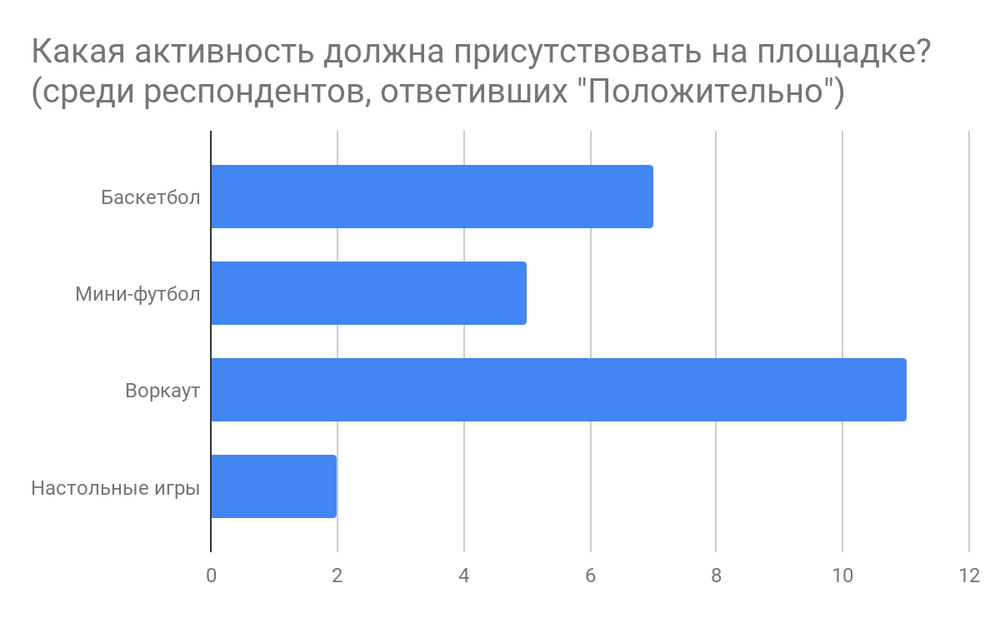 Какая активность должна присутствовать на площадке?
(среди респондентов, ответивших "Положительно")
Баскетбол
Мини-футбол
Воркаут
Настольные игры
0 2 4 6 8 10 12